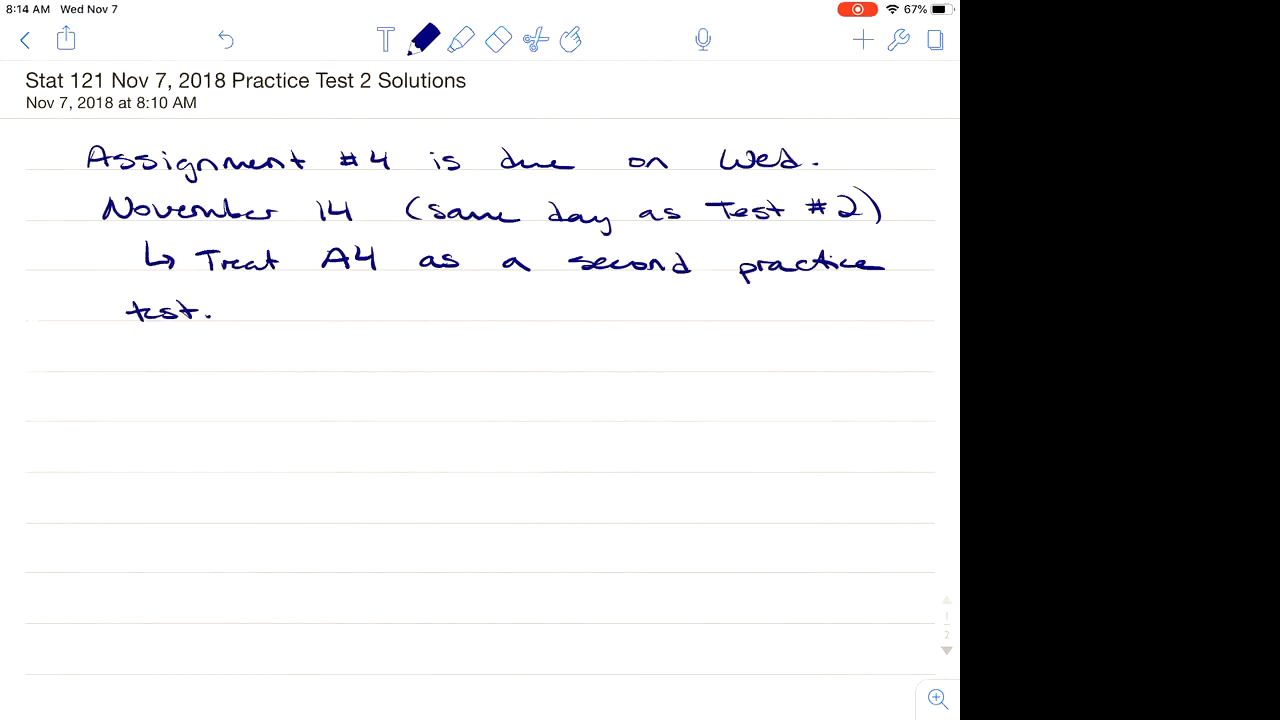 8:14 AM Wed Nov 7
67%
T
Stat 121 Nov 7, 2018 Practice Test 2 Solutions
Nov 7, 2018 at 8:10 AM
Assignment #4 is due on Wed.
November 14 (same day as Test #2)
↳ Treat A4 as a second practice
test.
1
2